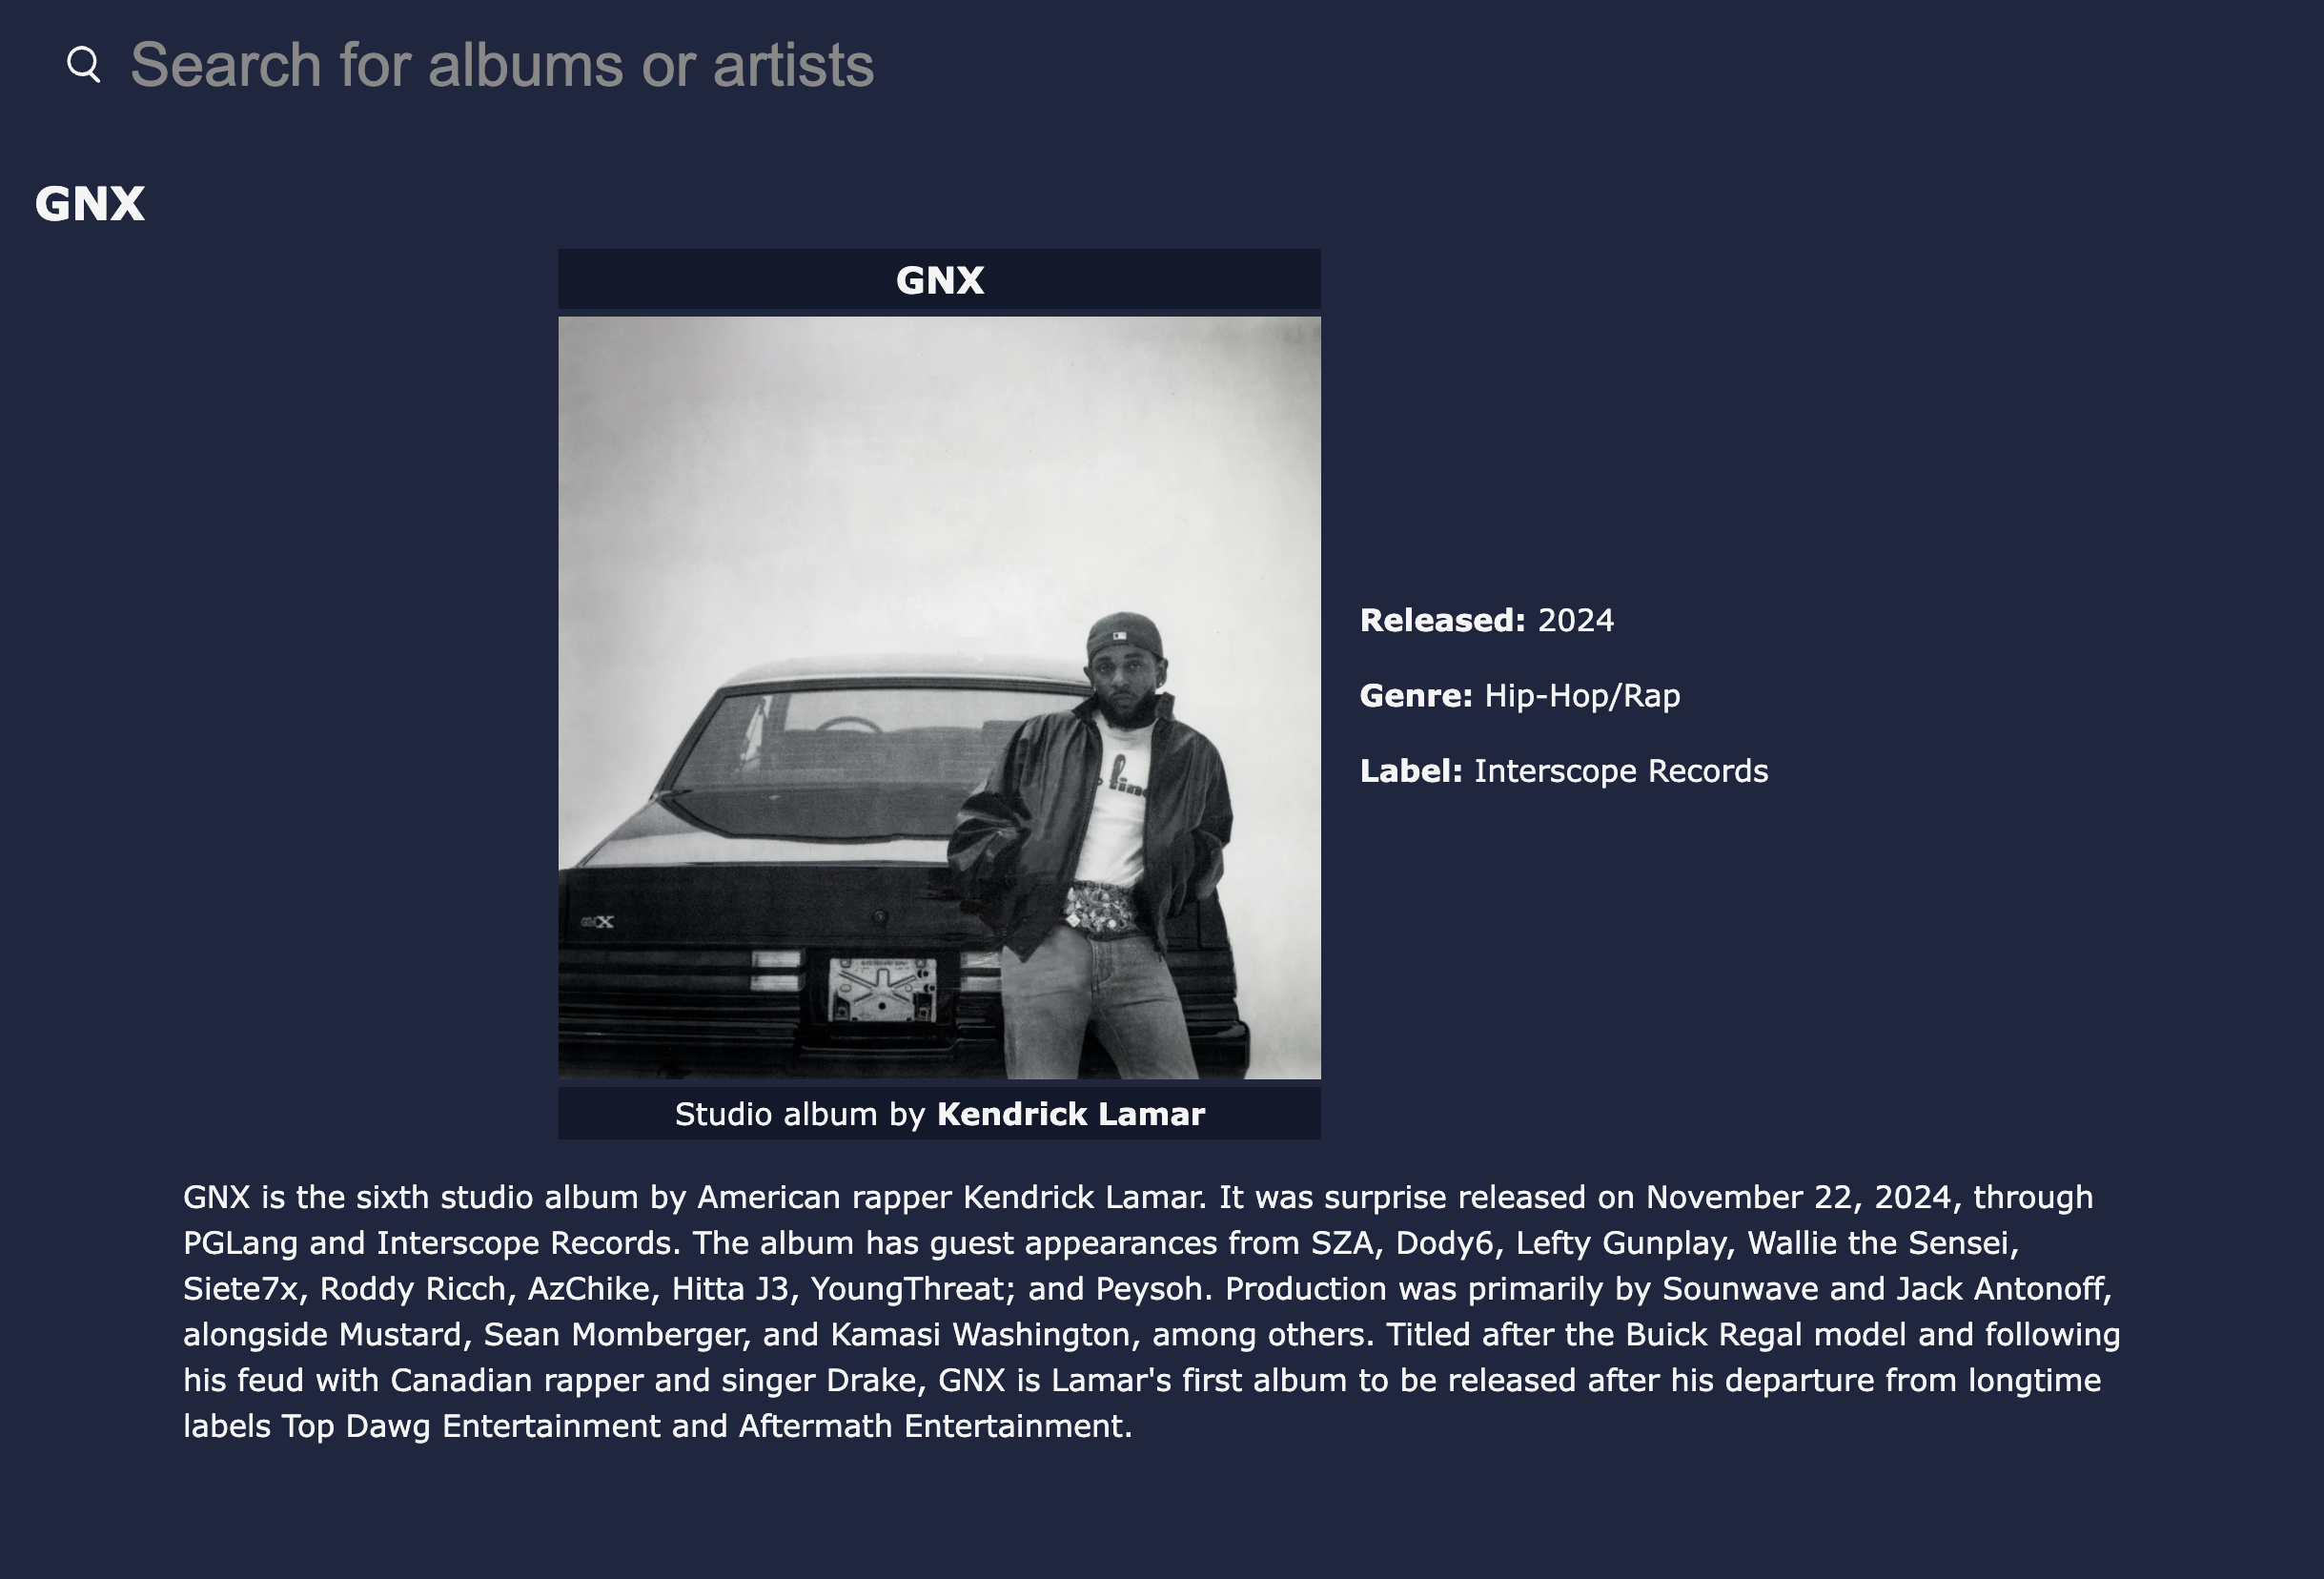 Search for albums or artists
GNX
GNX
GNX
Released: 2024
Genre: Hip-Hop/Rap
Label: Interscope Records
Studio album by Kendrick Lamar
GNX is the sixth studio album by American rapper Kendrick Lamar. It was surprise released on November 22, 2024, through
PGLang and Interscope Records. The album has guest appearances from SZA, Dody6, Lefty Gunplay, Wallie the Sensei,
Siete7x, Roddy Ricch, AzChike, Hitta J3, YoungThreat; and Peysoh. Production was primarily by Sounwave and Jack Antonoff,
alongside Mustard, Sean Momberger, and Kamasi Washington, among others. Titled after the Buick Regal model and following
his feud with Canadian rapper and singer Drake, GNX is Lamar's first album to be released after his departure from longtime
labels Top Dawg Entertainment and Aftermath Entertainment.